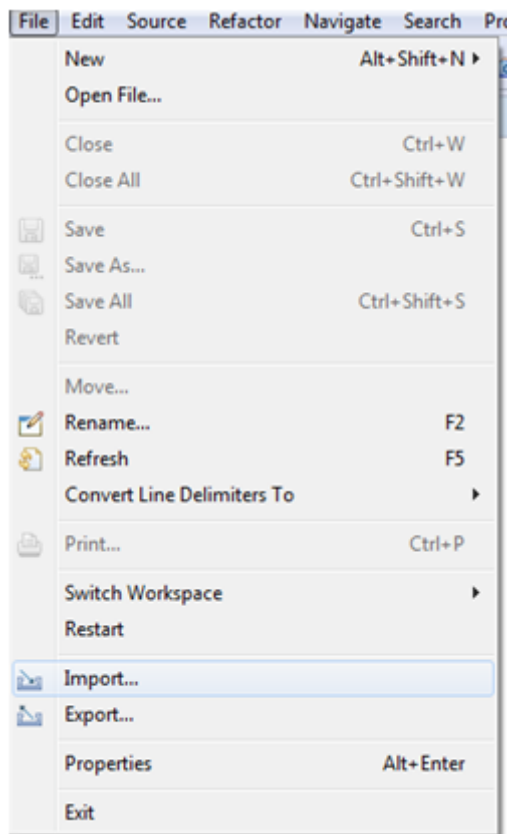 File Edit Source Refactor Navigate Search
New Alt+Shift+N
Open File...
Close Ctrl+W
Close All Ctrl+Shift+W
Save Ctrl+S
Save As...
Save All Ctrl+Shift+S
Revert
Move...
Rename... F2
Refresh F5
Convert Line Delimiters To
Print... Ctrl+P
Switch Workspace
Restart
Import...
Export...
Properties Alt+Enter
Exit